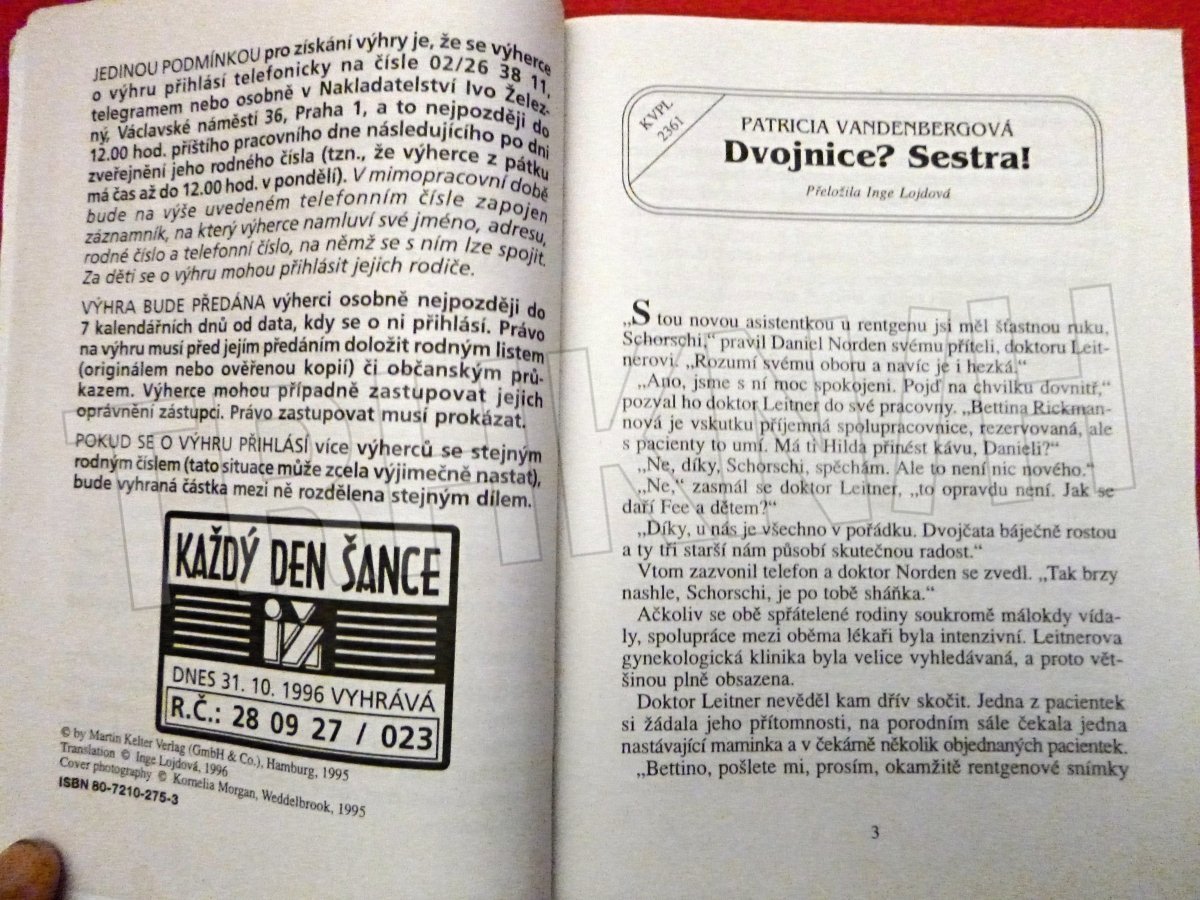 JEDINOU PODMÍNKOU pro získání výhry je, že se výherce
o výhru přihlásí telefonicky na čísle 02/26 38 11,
telegramem nebo osobně v Nakladatelství Ivo Želez-
ný, Václavské náměstí 36, Praha 1, a to nejpozději do
12.00 hod. příštího pracovního dne následujícího po dni
zveřejnění jeho rodného čísla (tzn., že výherce z pátku
má čas až do 12.00 hod. v pondělí). V mimopracovní době
bude na výše uvedeném telefonním čísle zapojen
záznamník, na který výherce namluví své jméno, adresu,
rodné číslo a telefonní číslo, na němž se s ním lze spojit.
Za děti se o výhru mohou přihlásit jejich rodiče.
VÝHRA BUDE PŘEDÁNA výherci osobně nejpozději do
7 kalendářních dnů od data, kdy se o ni přihlásí. Právo
na výhru musí před jejím předáním doložit rodným listem
(originálem nebo ověřenou kopií) či občanským prů-
kazem. Výherce mohou případně zastupovat jejich
oprávnění zástupci. Právo zastupovat musí prokázat.
POKUD SE O VÝHRU PŘIHLÁSÍ více výherců se stejným
rodným číslem (tato situace může zcela výjimečně nastat),
bude vyhraná částka mezi ně rozdělena stejným dílem.
KAŽDÝ DEN ŠANCE
iž
DNES 31. 10. 1996 VYHRÁVÁ
R.Č.: 28 09 27 / 023
© by Martin Kelter Verlag (GmbH & Co.), Hamburg, 1995
Translation © Inge Lojdová, 1996
Cover photography © Kornelia Morgan, Weddelbrook, 1995
ISBN 80-7210-275-3
KVPL
2361
PATRICIA VANDENBERGOVÁ
Dvojnice? Sestra!
Přeložila Inge Lojdová
„S tou novou asistentkou u rentgenu jsi měl šťastnou ruku,
Schorschi,“ pravil Daniel Norden svému příteli, doktoru Leit-
nerovi. „Rozumí svému oboru a navíc je i hezká.“
„Ano, jsme s ní moc spokojeni. Pojď na chvilku dovnitř,“
pozval ho doktor Leitner do své pracovny. „Bettina Rickman-
nová je vskutku příjemná spolupracovnice, rezervovaná, ale
s pacienty to umí. Má ti Hilda přinést kávu, Danieli?“
„Ne, díky, Schorschi, spěchám. Ale to není nic nového.“
„Ne,“ zasmál se doktor Leitner, „to opravdu není. Jak se
daří Fee a dětem?“
„Díky, u nás je všechno v pořádku. Dvojčata báječně rostou
a ty tři starší nám působí skutečnou radost.“
Vtom zazvonil telefon a doktor Norden se zvedl. „Tak brzy
nashle, Schorschi, je po tobě sháňka.“
Ačkoliv se obě spřátelené rodiny soukromě málokdy vída-
ly, spolupráce mezi oběma lékaři byla intenzivní. Leitnerova
gynekologická klinika byla velice vyhledávaná, a proto vět-
šinou plně obsazena.
Doktor Leitner nevěděl kam dřív skočit. Jedna z pacientek
si žádala jeho přítomnosti, na porodním sále čekala jedna
nastávající maminka a v čekárně několik objednaných pacientek.
„Bettino, pošlete mi, prosím, okamžitě rentgenové snímky
3